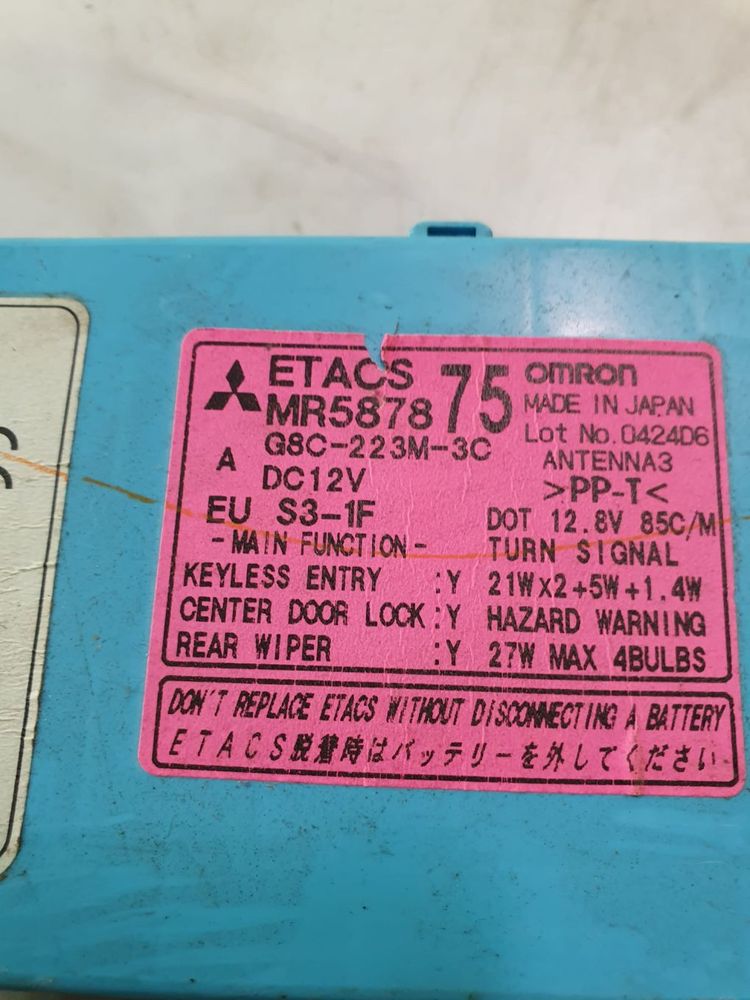 ETACS
MR587875
OMRON
MADE IN JAPAN
Lot No.0424D6
A
G8C-223M-3C
DC12V
EU S3-1F
ANTENNA3
>PP-T<
DOT 12.8V 85C/M
-MAIN FUNCTION-
TURN SIGNAL
KEYLESS ENTRY :Y
21W×2+5W+1.4W
CENTER DOOR LOCK:Y
HAZARD WARNING
REAR WIPER :Y
27W MAX 4BULBS
DON'T REPLACE ETACS WITHOUT DISCONNECTING A BATTERY
ETACS脱着時はバッテリーを外してください